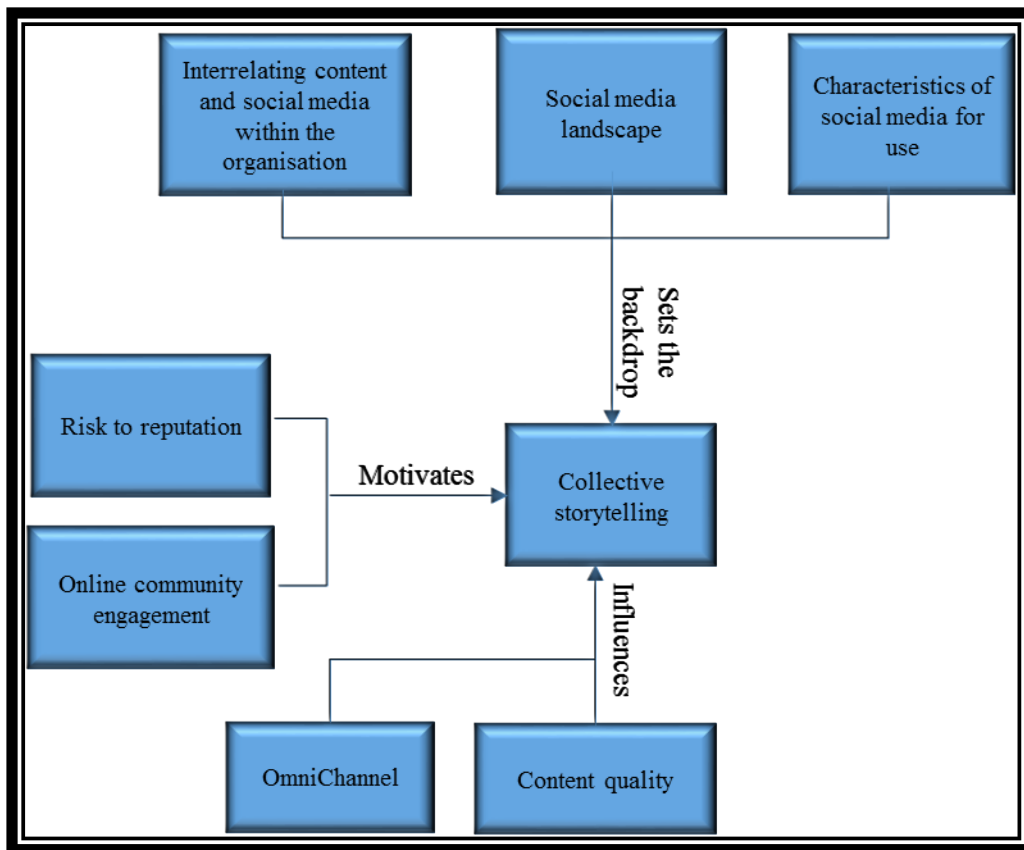 Interrelating content
and social media
within the
organisation
Social media
landscape
Characteristics of
social media for
use
Sets the
backdrop
Risk to reputation
Motivates
Collective
storytelling
Online community
engagement
Influences
OmniChannel
Content quality